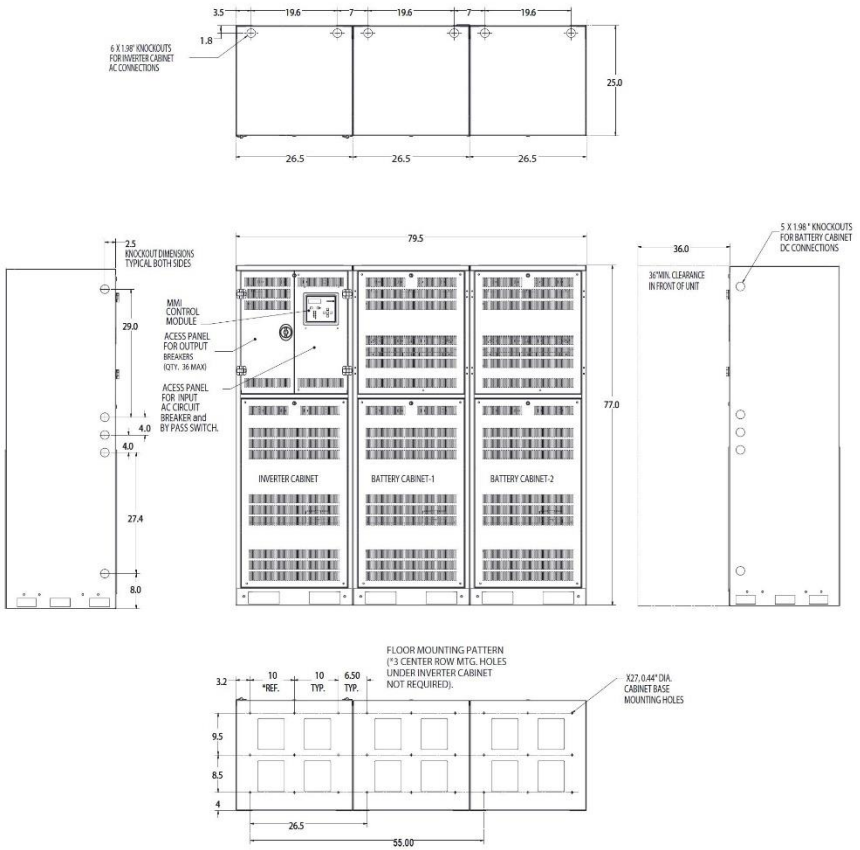 3.5 19.6 7 19.6 7 19.6
1.8
6 X 1.98" KNOCKOUTS
FOR INVERTER CABINET
AC CONNECTIONS
25.0
26.5 26.5 26.5
2.5
KNOCKOUT DIMENSIONS
TYPICAL BOTH SIDES
29.0
4.0
4.0
27.4
8.0
79.5
MMI
CONTROL
MODULE
ACESS PANEL
FOR OUTPUT
BREAKERS
(QTY. 36 MAX)
ACESS PANEL
FOR INPUT
AC CIRCUIT
BREAKER and
BY PASS SWITCH.
INVERTER CABINET
BATTERY CABINET-1
BATTERY CABINET-2
77.0
36.0
36"MIN. CLEARANCE
IN FRONT OF UNIT
5 X 1.98 " KNOCKOUTS
FOR BATTERY CABINET
DC CONNECTIONS
FLOOR MOUNTING PATTERN
(*3 CENTER ROW MTG. HOLES
UNDER INVERTER CABINET
NOT REQUIRED).
3.2 10 10 6.50
*REF. TYP. TYP.
X27, 0.44" DIA.
CABINET BASE
MOUNTING HOLES
9.5
8.5
4
26.5
55.00